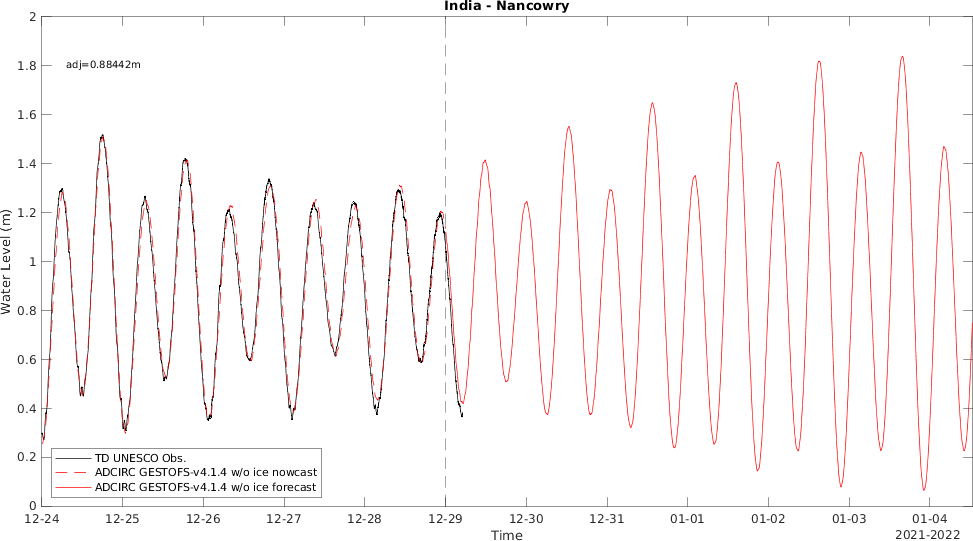 India - Nancowry
adj=0.88442m
Water Level (m)
2
1.8
1.6
1.4
1.2
1
0.8
0.6
0.4
0.2
0
TD UNESCO Obs.
ADCIRC GESTOFS-v4.1.4 w/o ice nowcast
ADCIRC GESTOFS-v4.1.4 w/o ice forecast
12-24 12-25 12-26 12-27 12-28 12-29 12-30 12-31 01-01 01-02 01-03 01-04
Time
2021-2022